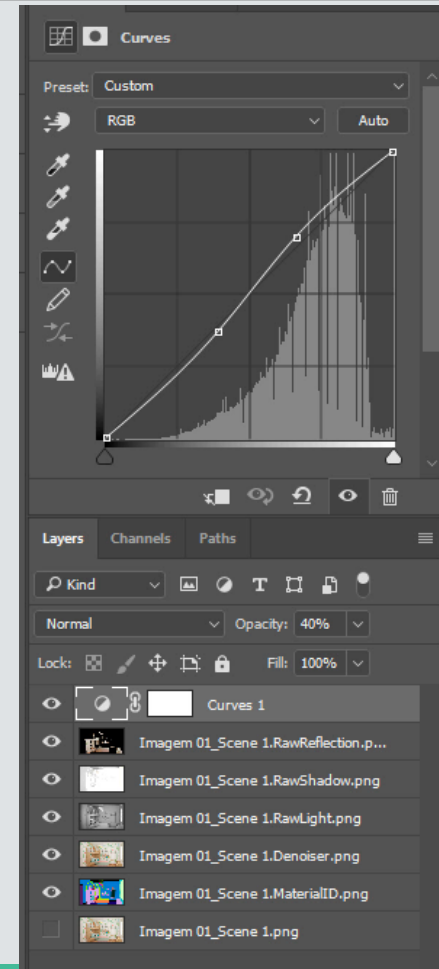 Curves
Preset: Custom
RGB Auto
Layers Channels Paths
Kind T
Normal Opacity: 40%
Lock: Fill: 100%
Curves 1
Imagem 01_Scene 1.RawReflection.p...
Imagem 01_Scene 1.RawShadow.png
Imagem 01_Scene 1.RawLight.png
Imagem 01_Scene 1.Denoiser.png
Imagem 01_Scene 1.MaterialID.png
Imagem 01_Scene 1.png